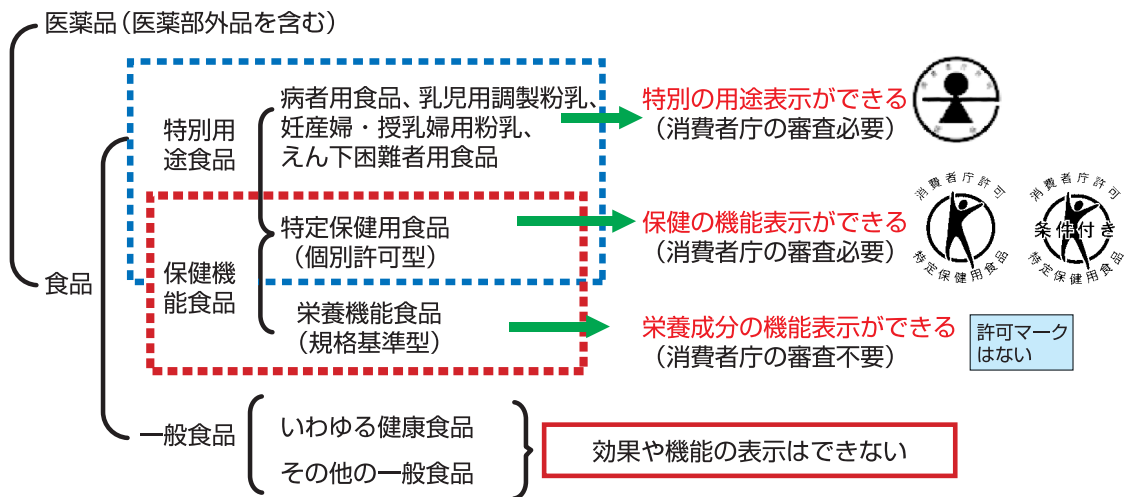 医薬品（医薬部外品を含む）
特別用
途食品
病者用食品、乳児用調製粉乳、
妊産婦・授乳婦用粉乳、
えん下困難者用食品
特別の用途表示ができる
（消費者庁の審査必要）
食品
保健機
能食品
特定保健用食品
（個別許可型）
保健の機能表示ができる
（消費者庁の審査必要）
消費者庁許可
特定保健用食品
消費者庁許可
条件付き
特定保健用食品
栄養機能食品
（規格基準型）
栄養成分の機能表示ができる
（消費者庁の審査不要）
許可マーク
はない
一般食品
いわゆる健康食品
その他の一般食品
効果や機能の表示はできない